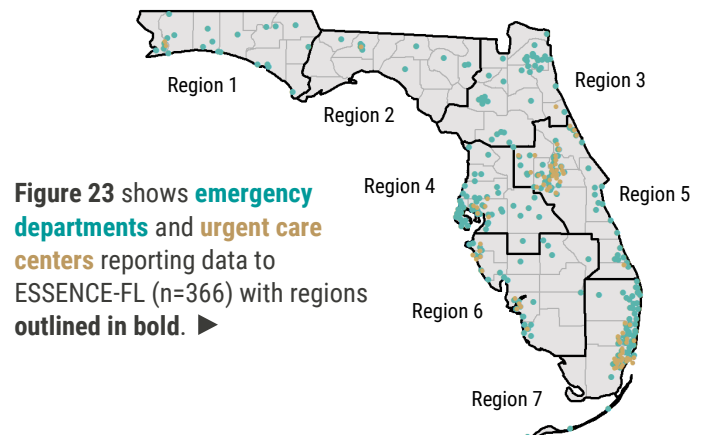 Region 1
Region 2
Region 3
Region 4
Region 5
Figure 23 shows emergency
departments and urgent care
centers reporting data to
ESSENCE-FL (n=366) with regions
outlined in bold. ►
Region 6
Region 7